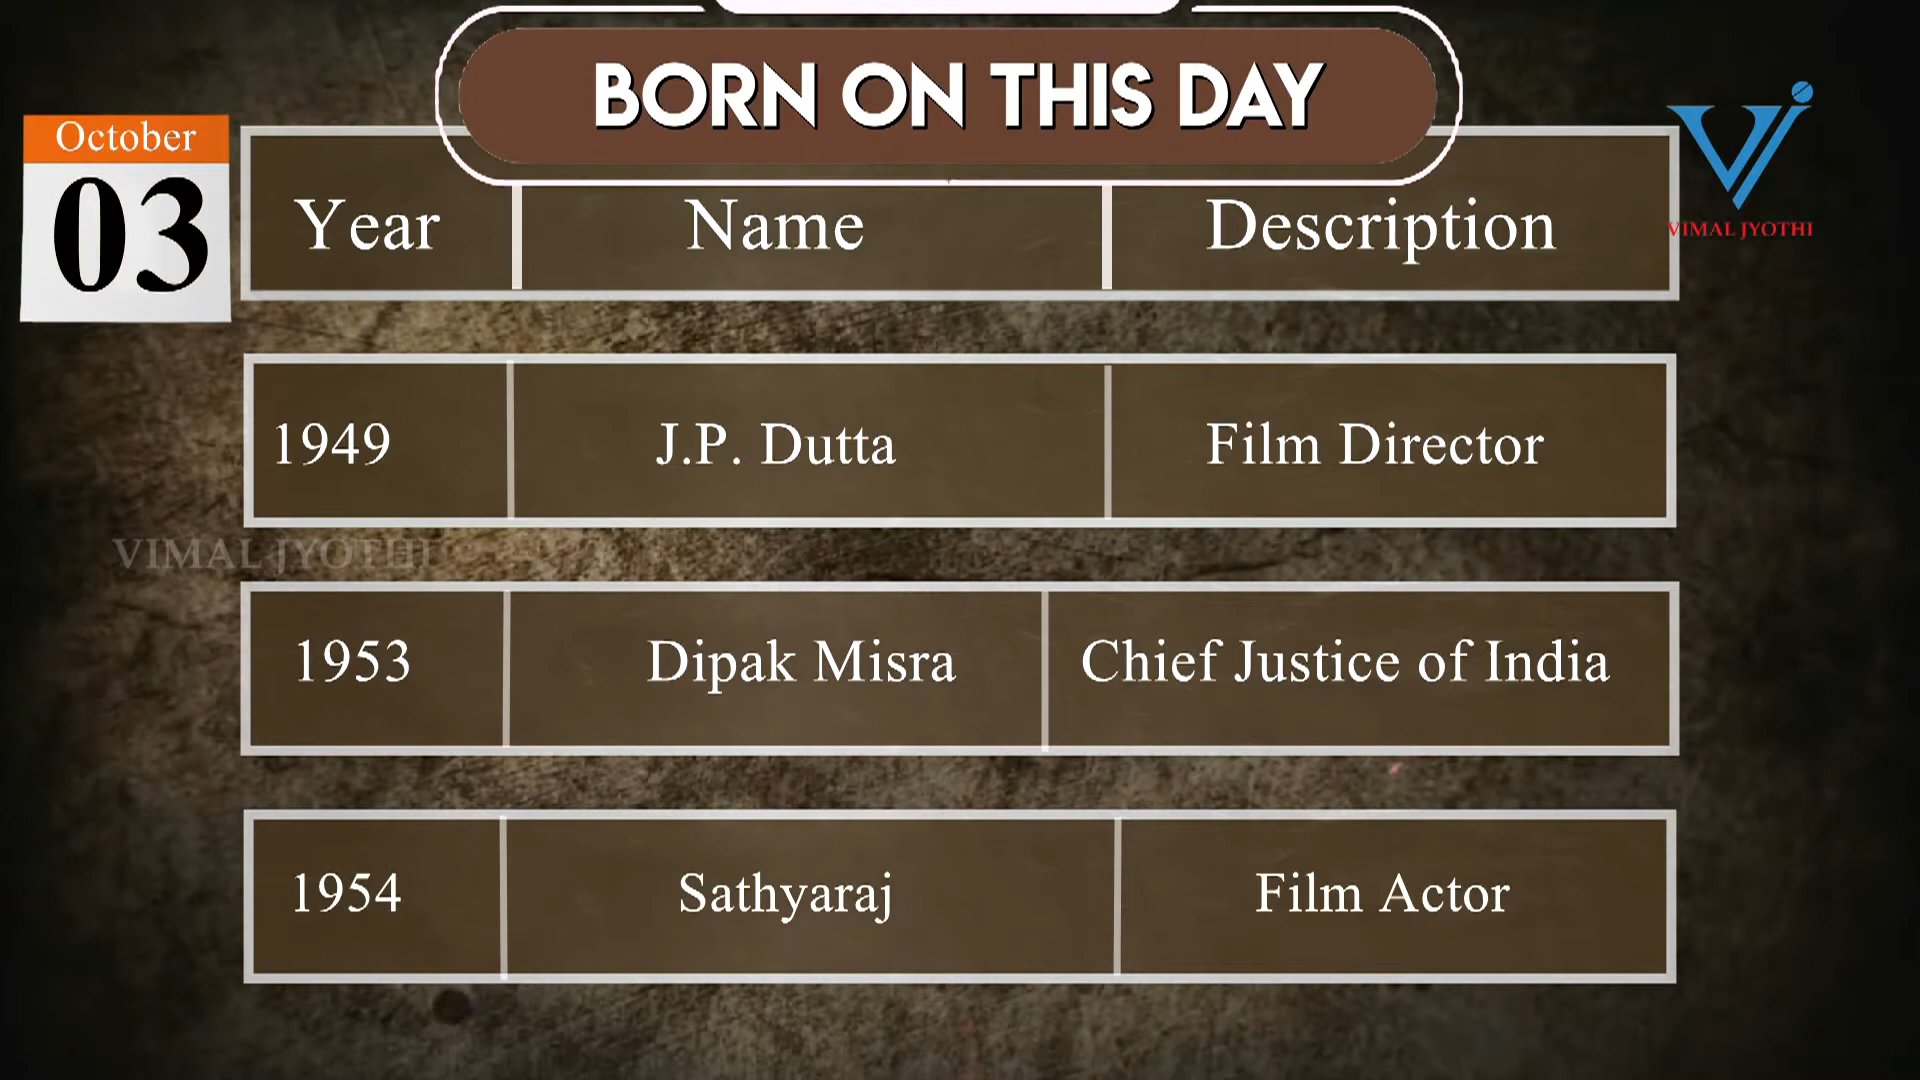 BORN ON THIS DAY
October
03
VIMAL JYOTHI
Year Name Description
1949 J.P. Dutta Film Director
VIMAL JYOTHI
1953 Dipak Misra Chief Justice of India
1954 Sathyaraj Film Actor